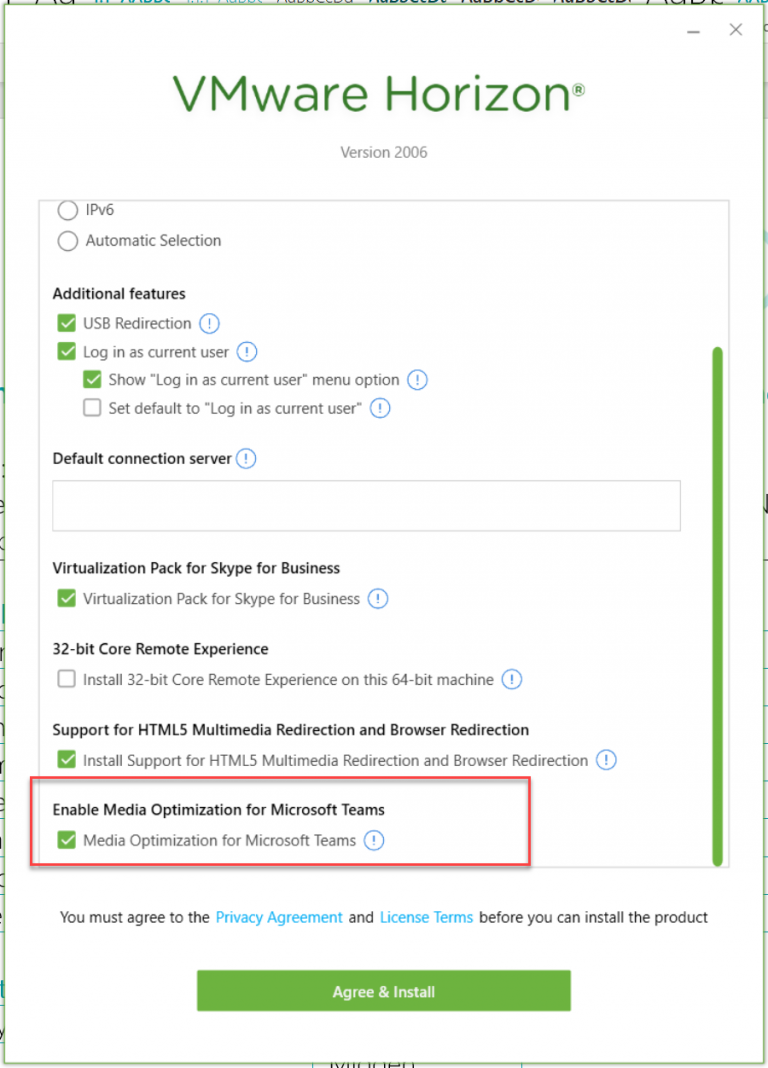 VMware Horizon®
Version 2006
IPv6
Automatic Selection
Additional features
USB Redirection
Log in as current user
Show "Log in as current user" menu option
Set default to "Log in as current user"
Default connection server
Virtualization Pack for Skype for Business
Virtualization Pack for Skype for Business
32-bit Core Remote Experience
Install 32-bit Core Remote Experience on this 64-bit machine
Support for HTML5 Multimedia Redirection and Browser Redirection
Install Support for HTML5 Multimedia Redirection and Browser Redirection
Enable Media Optimization for Microsoft Teams
Media Optimization for Microsoft Teams
You must agree to the Privacy Agreement and License Terms before you can install the product
Agree & Install